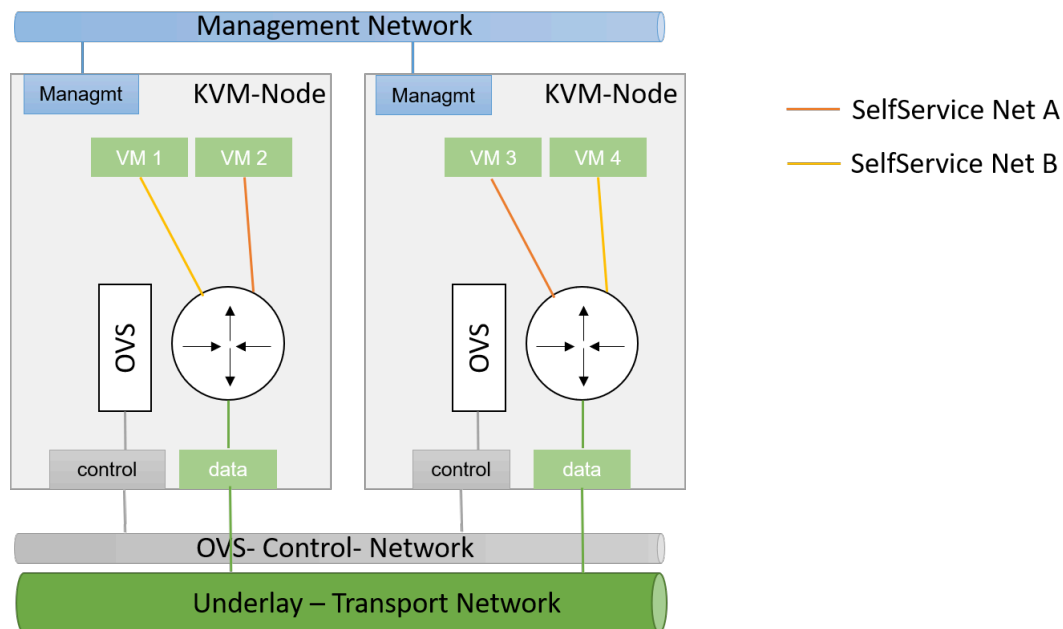 Management Network
Managmt
KVM-Node
Managmt
KVM-Node
SelfService Net A
SelfService Net B
VM 1
VM 2
VM 3
VM 4
OVS
OVS
control
data
control
data
OVS- Control- Network
Underlay – Transport Network